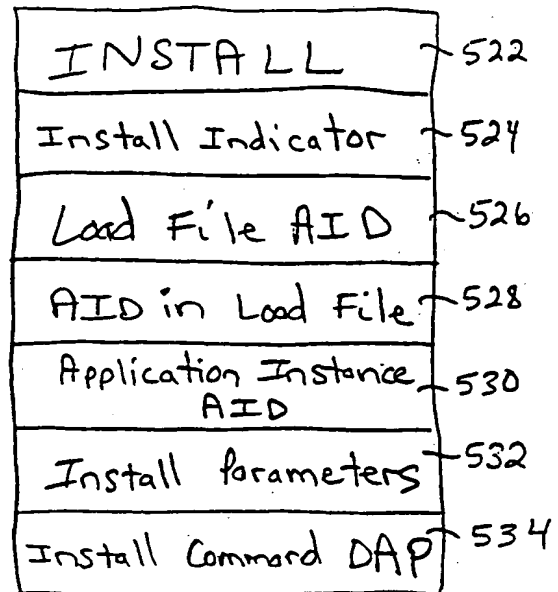 INSTALL 522
Install Indicator 524
Load File AID 526
AID in Load File 528
Application Instance 530
AID
Install Parameters 532
Install Command DAP 534